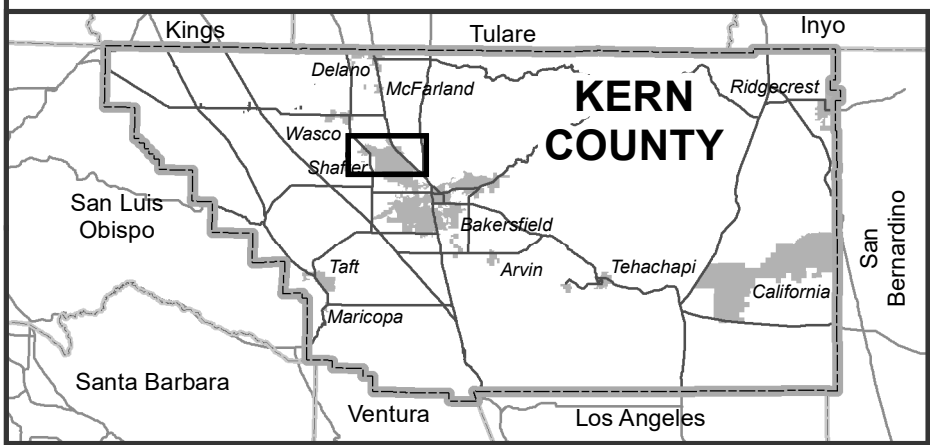 Kings
Tulare
Inyo
Delano
McFarland
Ridgecrest
KERN
COUNTY
Wasco
Shafter
San Luis
Obispo
Bakersfield
San
Bernardino
Taft
Arvin
Tehachapi
California
Maricopa
Santa Barbara
Ventura
Los Angeles